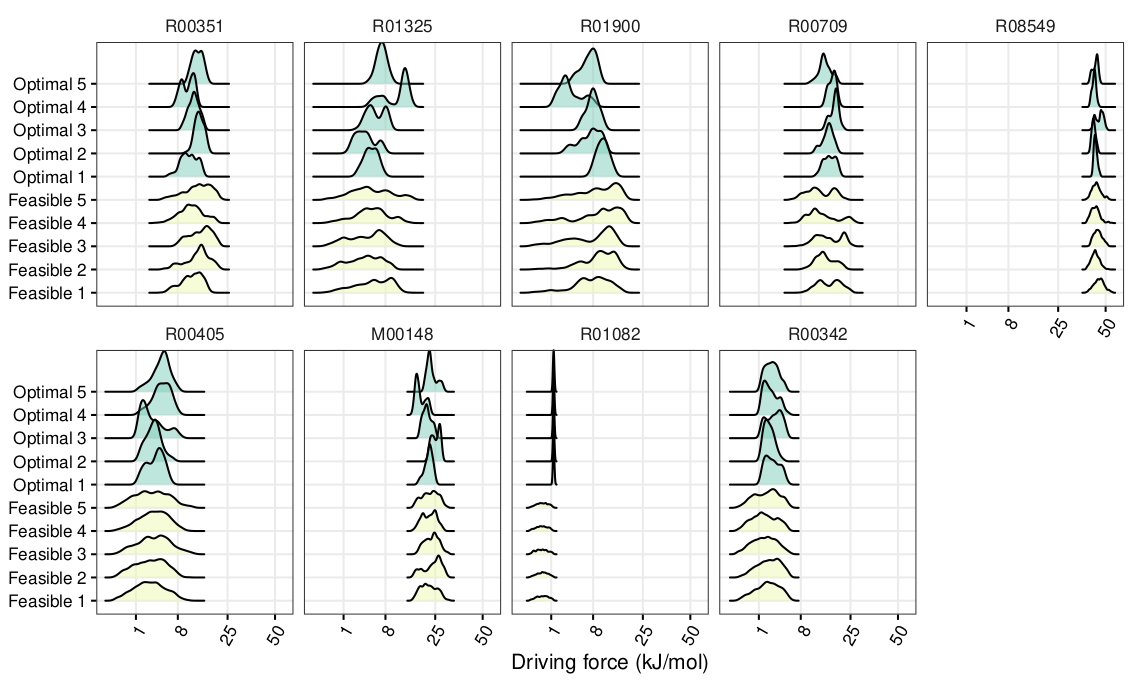 R00351 R01325 R01900 R00709 R08549
Optimal 5
Optimal 4
Optimal 3
Optimal 2
Optimal 1
Feasible 5
Feasible 4
Feasible 3
Feasible 2
Feasible 1
1 8 25 50
R00405 M00148 R01082 R00342
Optimal 5
Optimal 4
Optimal 3
Optimal 2
Optimal 1
Feasible 5
Feasible 4
Feasible 3
Feasible 2
Feasible 1
1 8 25 50 1 8 25 50 1 8 25 50 1 8 25 50
Driving force (kJ/mol)